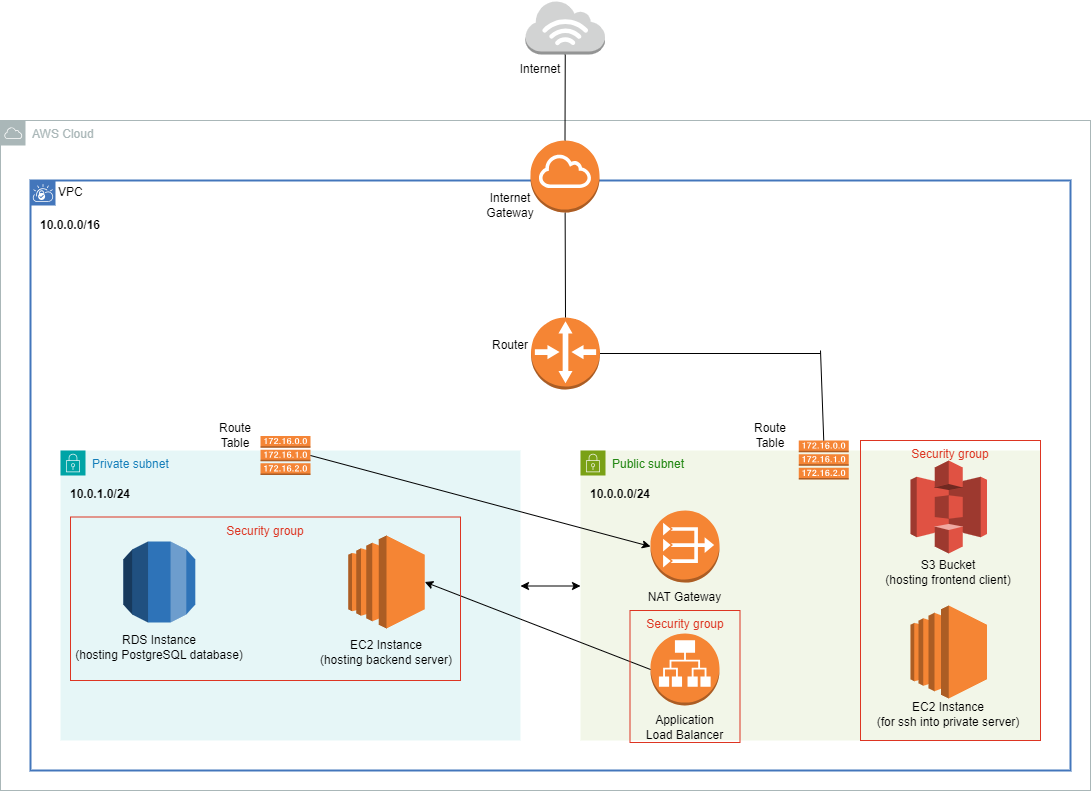 Internet
AWS Cloud
VPC
Internet
Gateway
10.0.0.0/16
Router
Route
Table
172.16.0.0
172.16.1.0
172.16.2.0
Route
Table
172.16.0.0
172.16.1.0
172.16.2.0
Private subnet
10.0.1.0/24
Security group
RDS Instance
(hosting PostgreSQL database)
EC2 Instance
(hosting backend server)
Public subnet
10.0.0.0/24
NAT Gateway
Security group
Application
Load Balancer
Security group
S3 Bucket
(hosting frontend client)
EC2 Instance
(for ssh into private server)